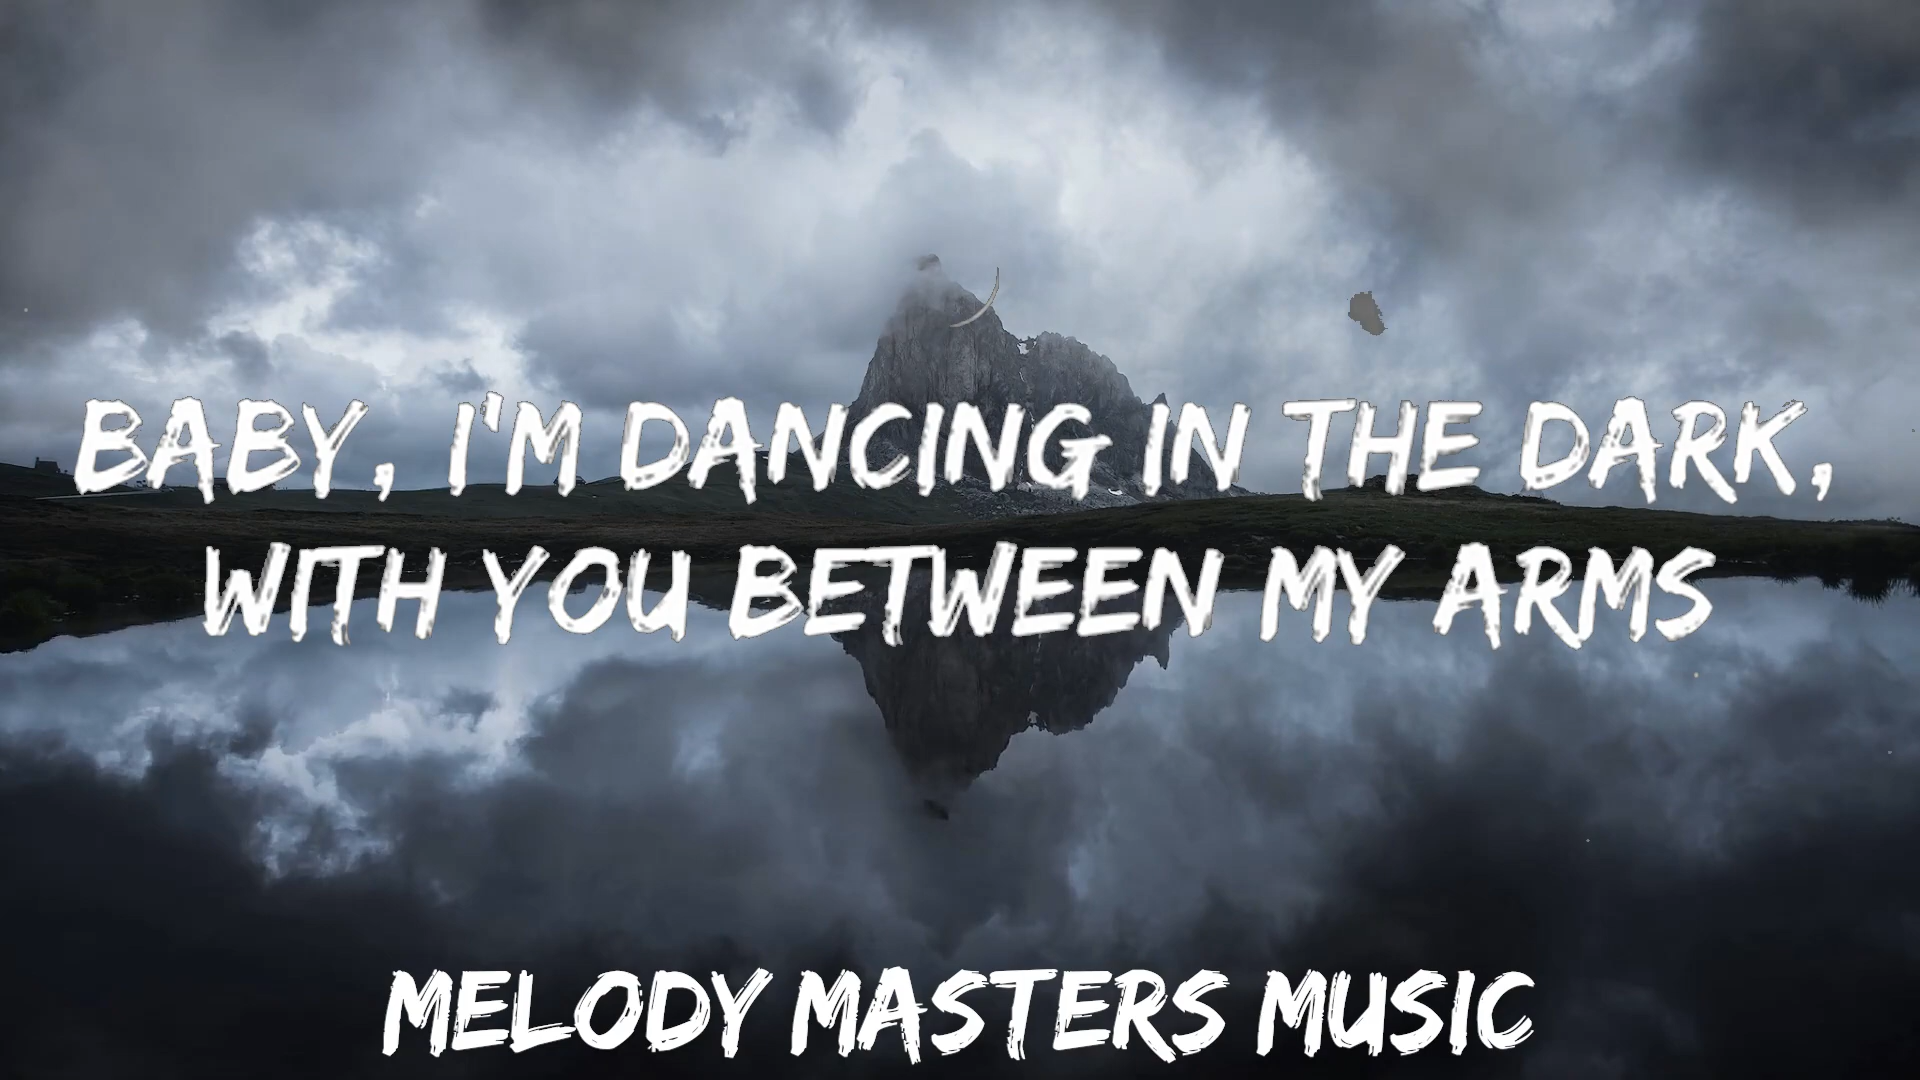 BABY, I'M DANCING IN THE DARK,
WITH YOU BETWEEN MY ARMS
MELODY MASTERS MUSIC